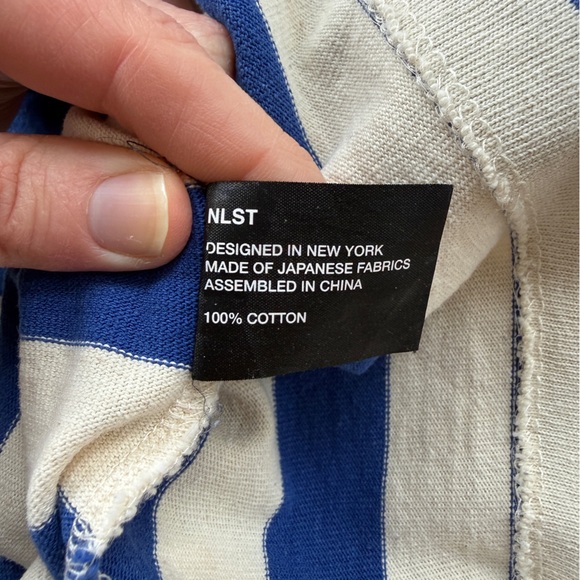 NLST
DESIGNED IN NEW YORK
MADE OF JAPANESE FABRICS
ASSEMBLED IN CHINA
100% COTTON